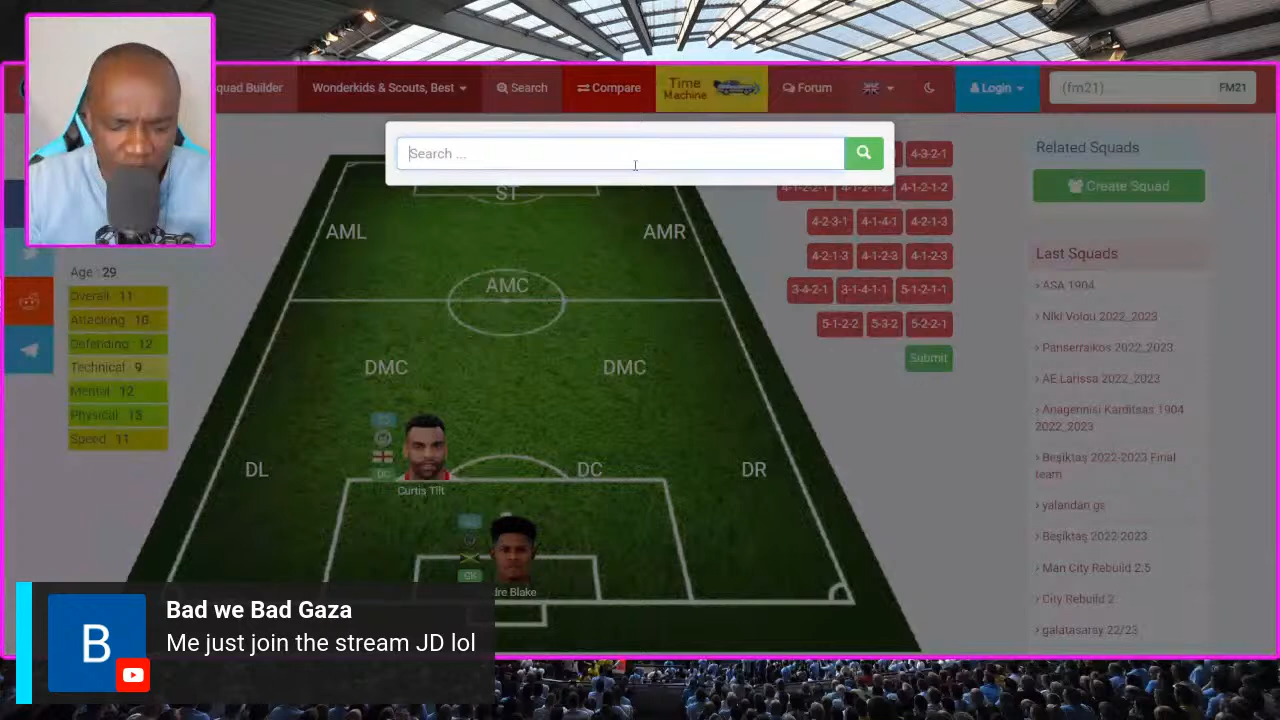 quad Builder
Wonderkids & Scouts, Best
Search
Compare
Time
Machine
Forum
Login
(fm21)
FM21
Search ...
4-3-2-1
4-1-2-2-1
4-1-2-1-2
4-1-2-1-2
4-2-3-1
4-1-4-1
4-2-1-3
4-2-1-3
4-1-2-3
4-1-2-3
3-4-2-1
3-1-4-1-1
5-1-2-1-1
5-1-2-2
5-3-2
5-2-2-1
Submit
ST
AML
AMR
AMC
DMC
DMC
DL
DC
DR
DC
Curtis Tilt
GK
dre Blake
Age : 29
Overall 11
Attacking 10
Defending 12
Technical 9
Mental 12
Physical 13
Speed 11
Related Squads
Create Squad
Last Squads
› ASA 1904
› Niki Volou 2022_2023
› Panserraikos 2022_2023
› AE Larissa 2022_2023
› Anagennisi Karditsas 1904
2022_2023
› Beşiktaş 2022-2023 Final
team
› yalandan gs
› Beşiktaş 2022-2023
› Man City Rebuild 2.5
› City Rebuild 2
› galatasaray 22/23
B
Bad we Bad Gaza
Me just join the stream JD lol